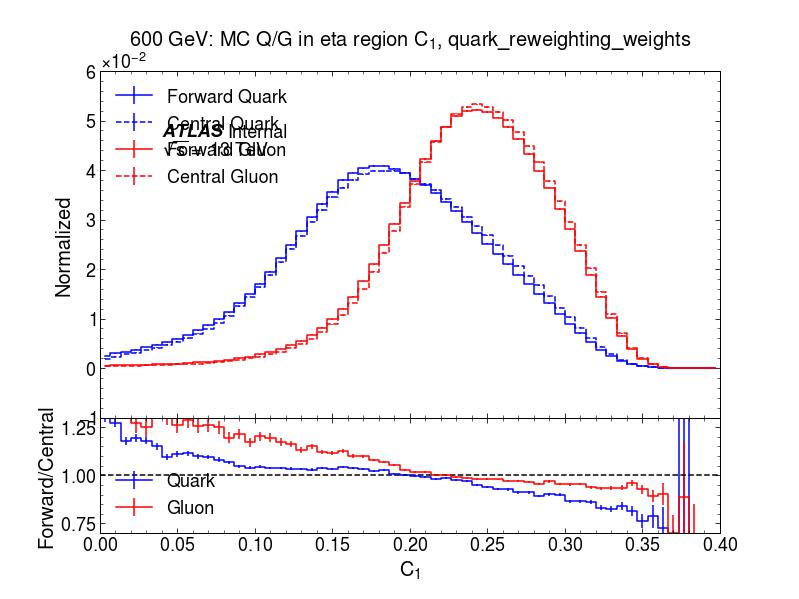 600 GeV: MC Q/G in eta region C₁, quark_reweighting_weights
×10⁻²
6
5
4
3
2
1
0
−1
Normalized
Forward Quark
Central Quark
ATLAS Internal
√s = 13 TeV
Forward Gluon
Central Gluon
1.25
1.00
0.75
Forward/Central
Quark
Gluon
0.00 0.05 0.10 0.15 0.20 0.25 0.30 0.35 0.40
C₁